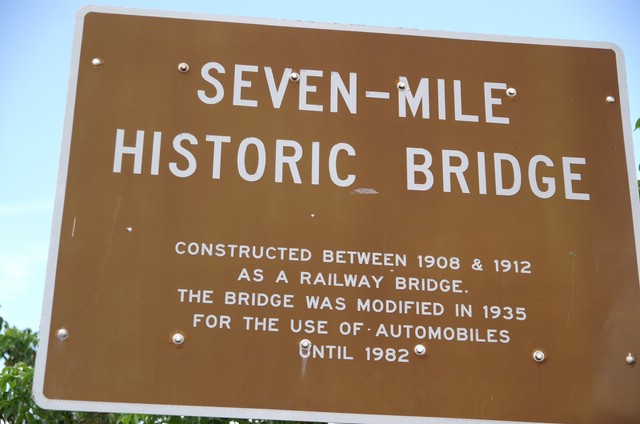 SEVEN-MILE
HISTORIC BRIDGE
CONSTRUCTED BETWEEN 1908 & 1912
AS A RAILWAY BRIDGE.
THE BRIDGE WAS MODIFIED IN 1935
FOR THE USE OF AUTOMOBILES
UNTIL 1982